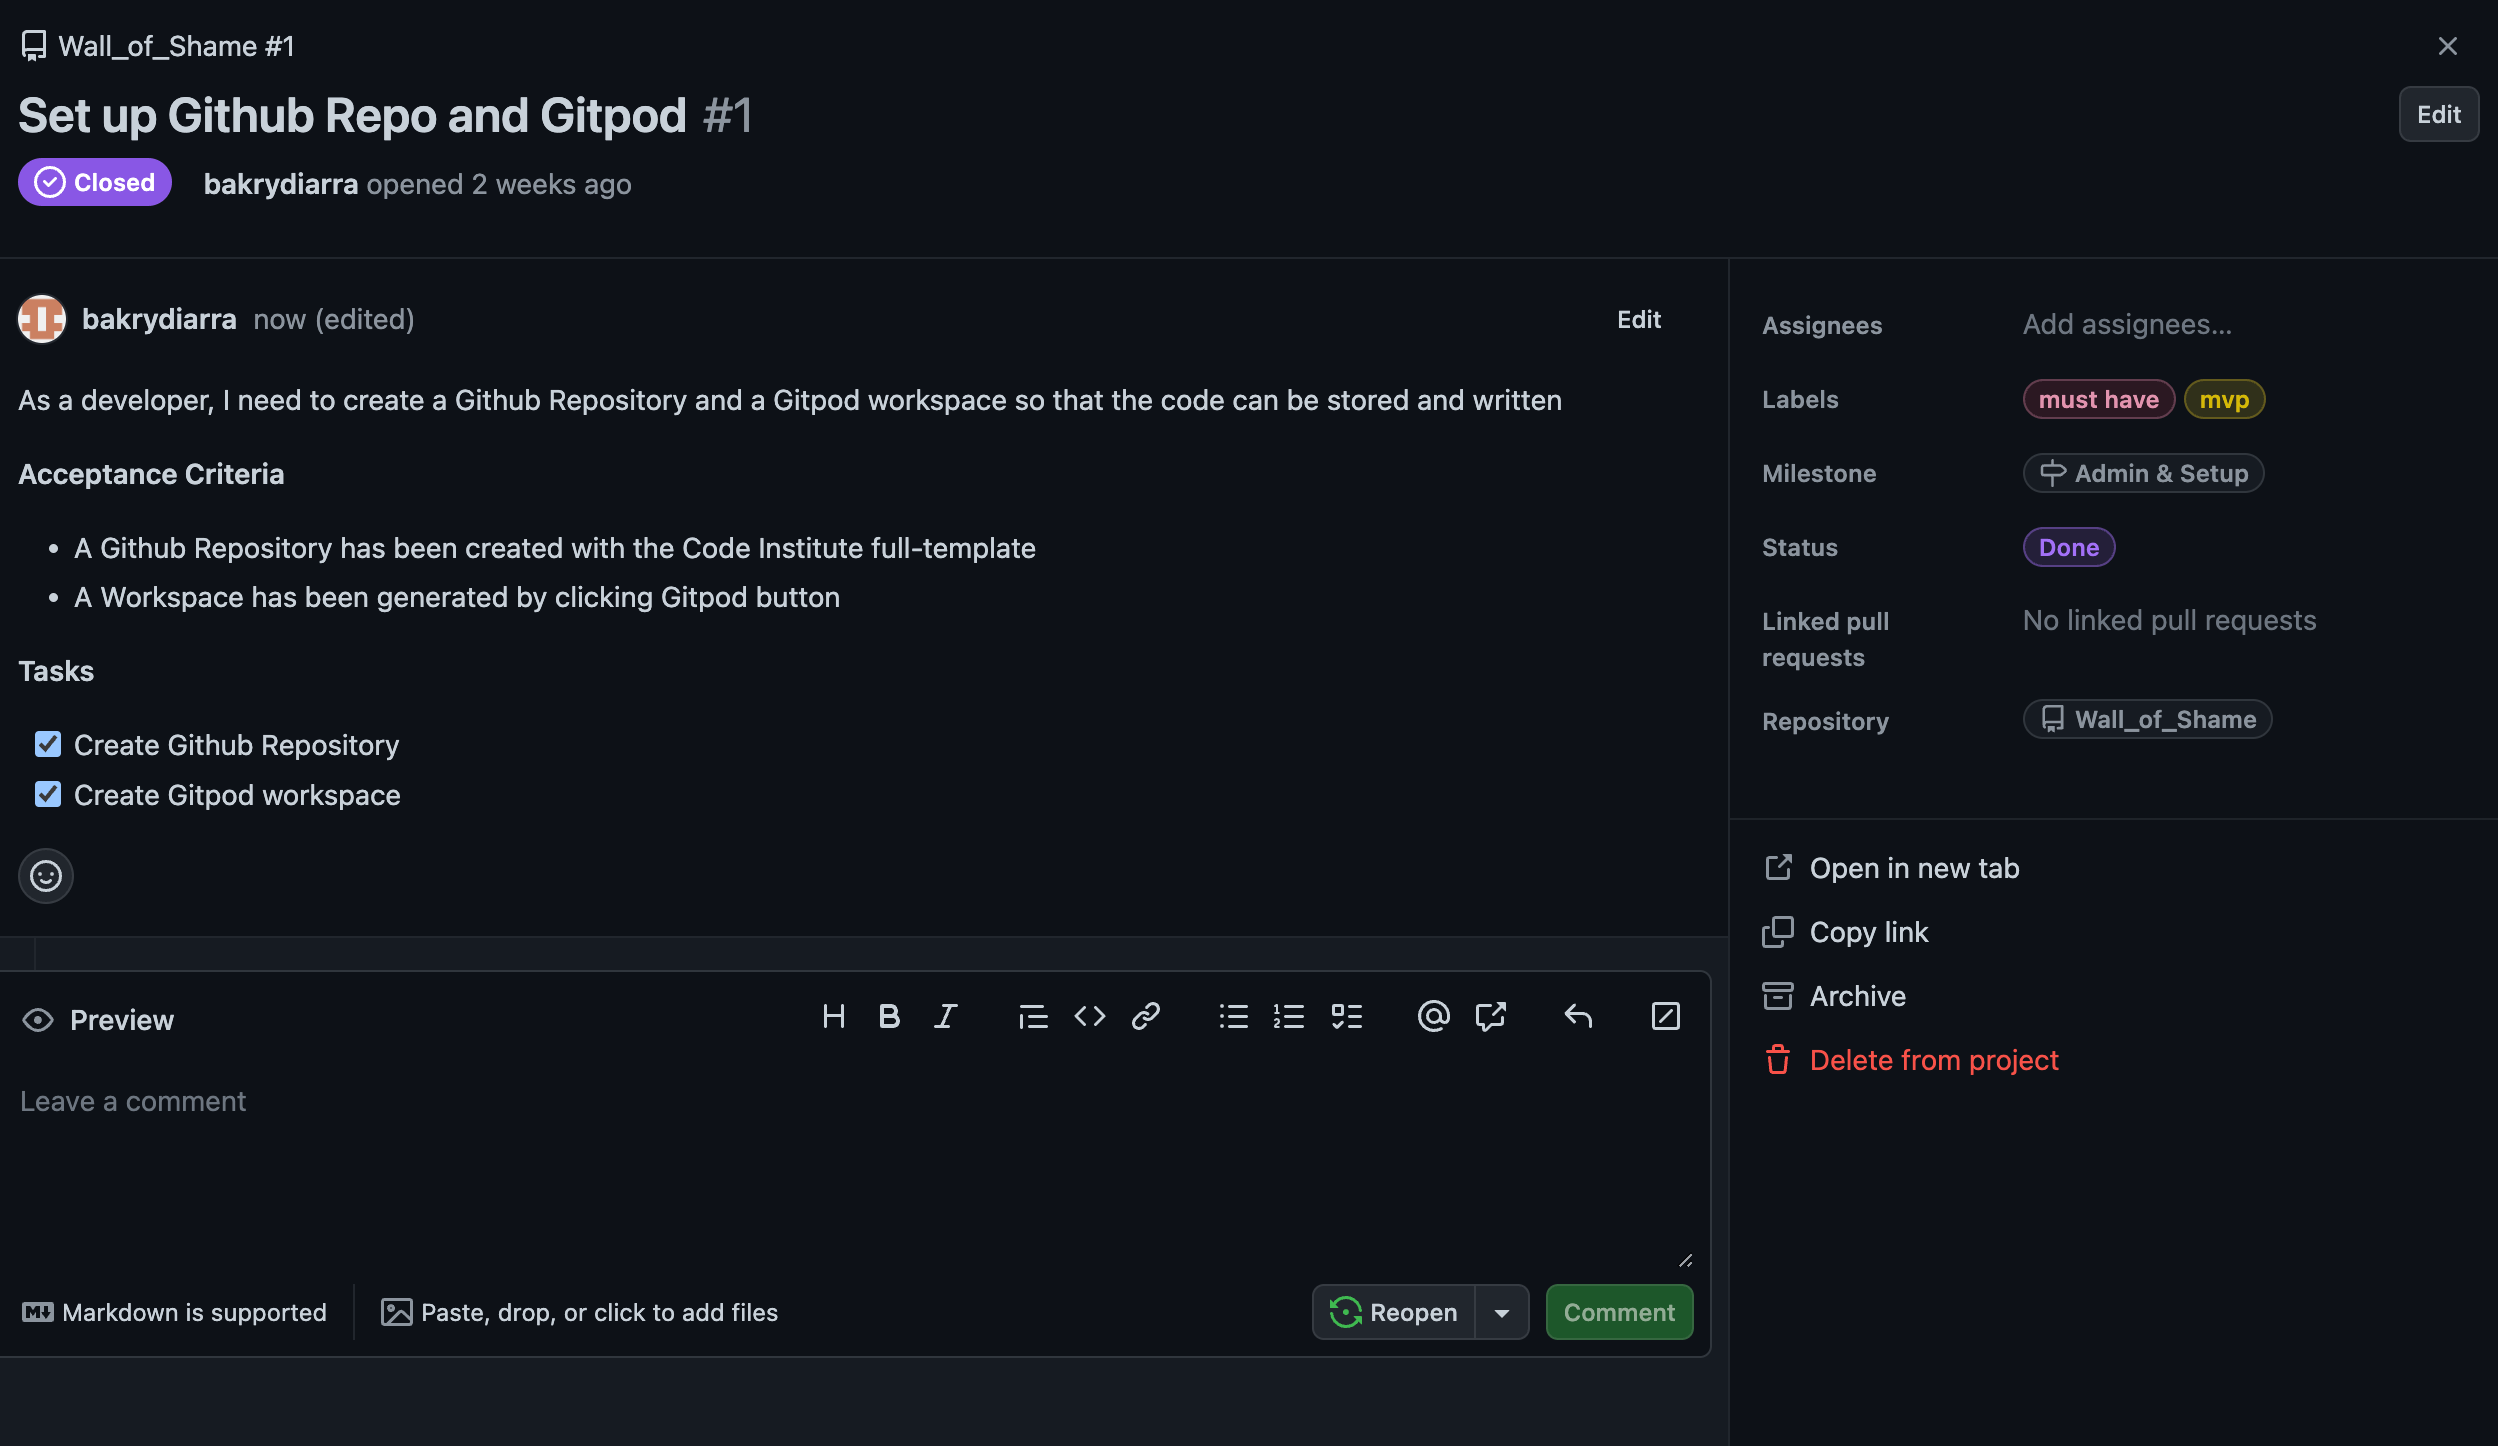 Wall_of_Shame #1
Set up Github Repo and Gitpod #1
Edit
Closed
bakrydiarra opened 2 weeks ago
bakrydiarra now (edited)
Edit
As a developer, I need to create a Github Repository and a Gitpod workspace so that the code can be stored and written
Acceptance Criteria
• A Github Repository has been created with the Code Institute full-template
• A Workspace has been generated by clicking Gitpod button
Tasks
Create Github Repository
Create Gitpod workspace
Preview
Leave a comment
Markdown is supported
Paste, drop, or click to add files
Reopen
Comment
Assignees
Add assignees...
Labels
must have mvp
Milestone
Admin & Setup
Status
Done
Linked pull
requests
No linked pull requests
Repository
Wall_of_Shame
Open in new tab
Copy link
Archive
Delete from project